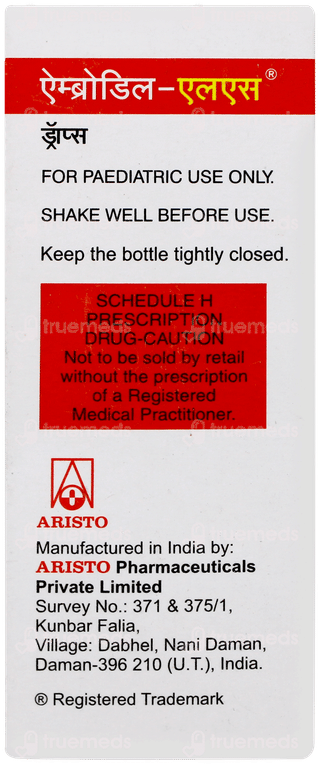 ऐम्ब्रोडिल-एलएस®
ड्रॉप्स
FOR PAEDIATRIC USE ONLY.
SHAKE WELL BEFORE USE.
Keep the bottle tightly closed.
SCHEDULE H
PRESCRIPTION
DRUG-CAUTION
Not to be sold by retail
without the prescription
of a Registered
Medical Practitioner.
ARISTO
Manufactured in India by:
ARISTO Pharmaceuticals
Private Limited
Survey No.: 371 & 375/1,
Kunbar Falia,
Village: Dabhel, Nani Daman,
Daman-396 210 (U.T.), India.
® Registered Trademark
truemeds